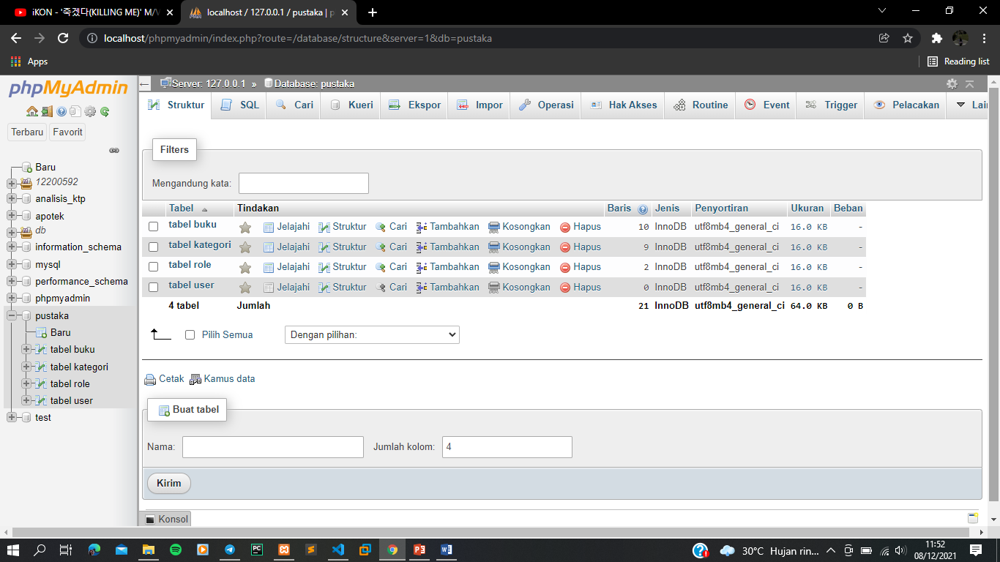 iKON - '죽겠다(KILLING ME)' M/V
localhost / 127.0.0.1 / pustaka | p
localhost/phpmyadmin/index.php?route=/database/structure&server=1&db=pustaka
Apps
Reading list
phpMyAdmin
Terbaru Favorit
Baru
12200592
analisis_ktp
apotek
db
information_schema
mysql
performance_schema
phpmyadmin
pustaka
Baru
tabel buku
tabel kategori
tabel role
tabel user
test
Server: 127.0.0.1 » Database: pustaka
Struktur SQL Cari Kueri Ekspor Impor Operasi Hak Akses Routine Event Trigger Pelacakan Lai
Filters
Mengandung kata:
Tabel Tindakan Baris Jenis Penyortiran Ukuran Beban
tabel buku Jelajahi Struktur Cari Tambahkan Kosongkan Hapus 10 InnoDB utf8mb4_general_ci 16.0 KB -
tabel kategori Jelajahi Struktur Cari Tambahkan Kosongkan Hapus 9 InnoDB utf8mb4_general_ci 16.0 KB -
tabel role Jelajahi Struktur Cari Tambahkan Kosongkan Hapus 2 InnoDB utf8mb4_general_ci 16.0 KB -
tabel user Jelajahi Struktur Cari Tambahkan Kosongkan Hapus 0 InnoDB utf8mb4_general_ci 16.0 KB -
4 tabel Jumlah 21 InnoDB utf8mb4_general_ci 64.0 KB 0 B
Pilih Semua Dengan pilihan:
Cetak Kamus data
Buat tabel
Nama: Jumlah kolom: 4
Kirim
Konsol
30°C Hujan rin... 11:52
08/12/2021